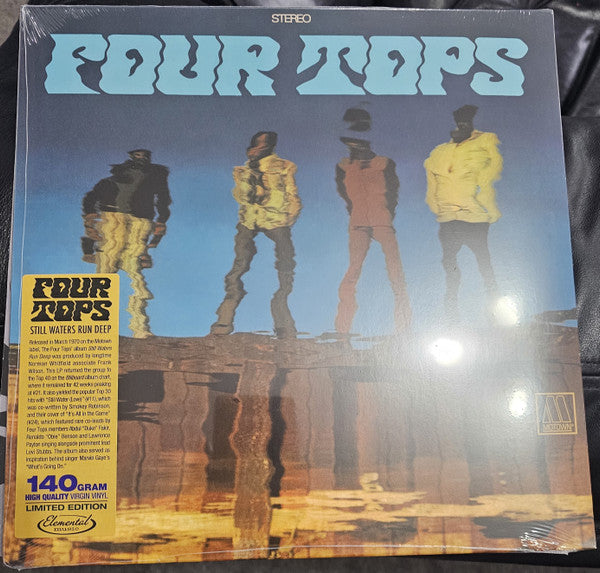 STEREO
FOUR TOPS
FOUR
TOPS
STILL WATERS RUN DEEP
Released in March 1970 on the Motown
label, The Four Tops' album Still Waters
Run Deep was produced by longtime
Norman Whitfield associate Frank
Wilson. This LP returned the group to
the Top 40 on the Billboard album chart,
where it remained for 42 weeks peaking
at #21. It also yielded the popular Top 30
hits with "Still Water (Love)" (#11), which
was co-written by Smokey Robinson,
and their cover of "It's All in the Game"
(#24), which featured rare co-leads by
Four Tops members Abdul "Duke" Fakir,
Renaldo "Obie" Benson and Lawrence
Payton singing alongside prominent lead
Levi Stubbs. The album also served as
inspiration behind singer Marvin Gaye's
"What's Going On."
140 GRAM
HIGH QUALITY VIRGIN VINYL
LIMITED EDITION
Elemental
MOTOWN